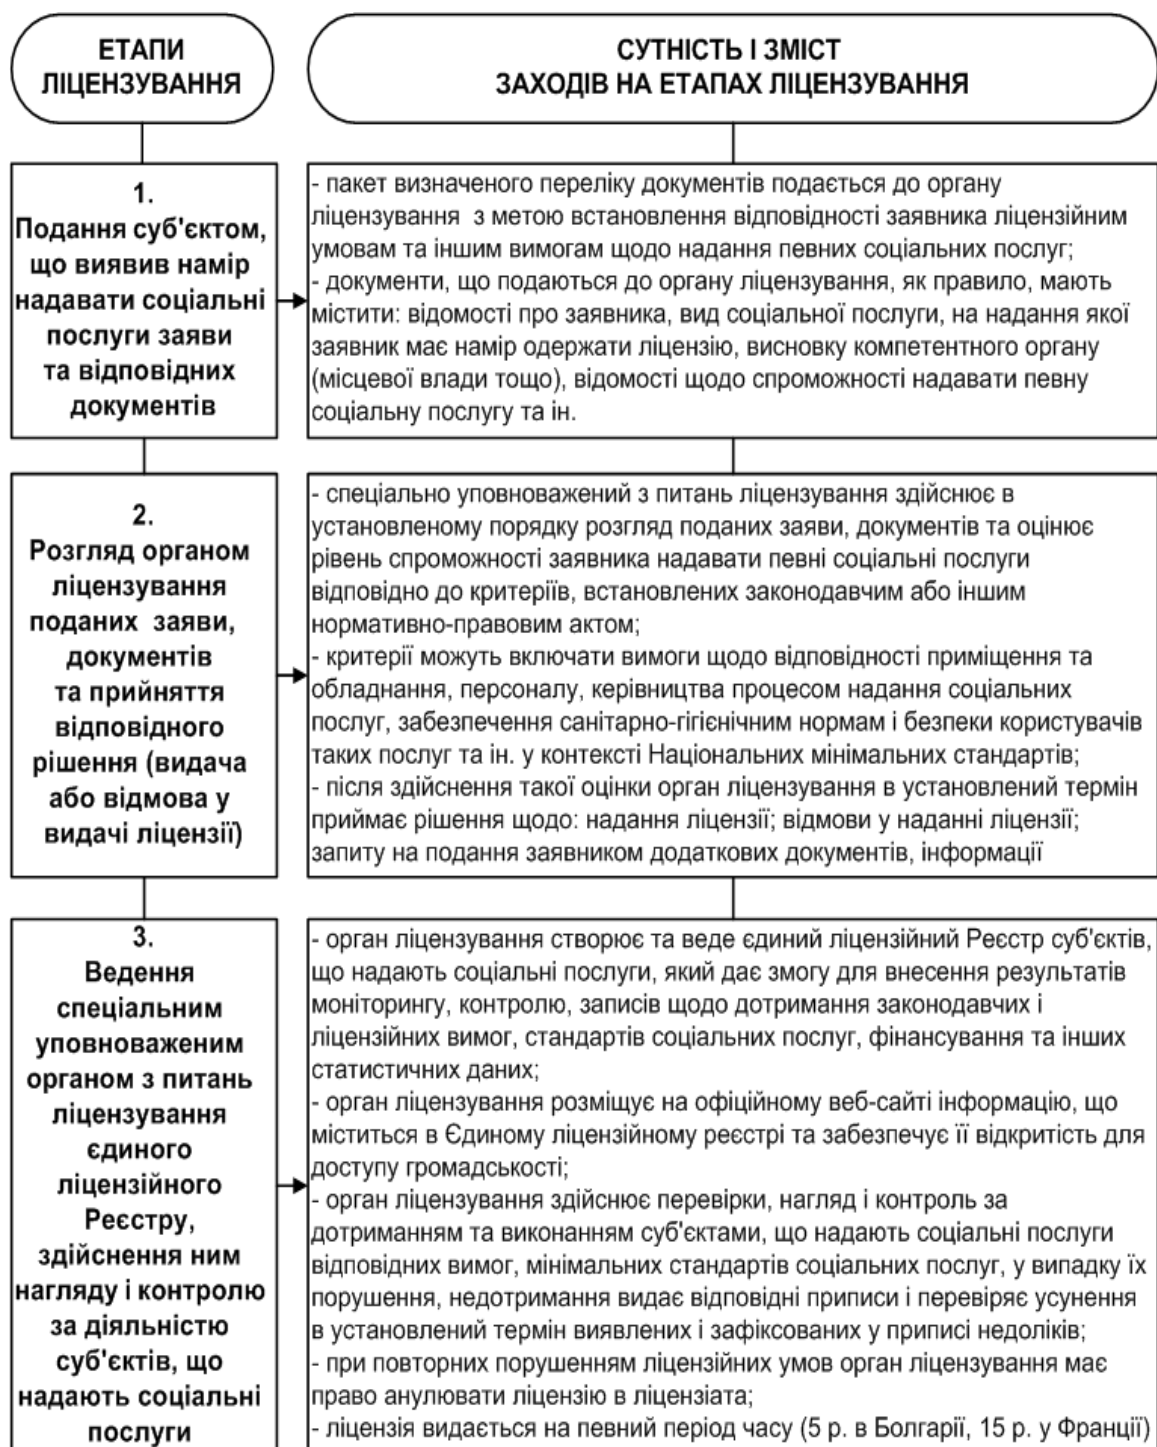 ЕТАПИ
ЛІЦЕНЗУВАННЯ
СУТНІСТЬ І ЗМІСТ
ЗАХОДІВ НА ЕТАПАХ ЛІЦЕНЗУВАННЯ
1.
Подання суб'єктом,
що виявив намір
надавати соціальні
послуги заяви
та відповідних
документів
- пакет визначеного переліку документів подається до органу
ліцензування з метою встановлення відповідності заявника ліцензійним
умовам та іншим вимогам щодо надання певних соціальних послуг;
- документи, що подаються до органу ліцензування, як правило, мають
містити: відомості про заявника, вид соціальної послуги, на надання якої
заявник має намір одержати ліцензію, висновку компетентного органу
(місцевої влади тощо), відомості щодо спроможності надавати певну
соціальну послугу та ін.
2.
Розгляд органом
ліцензування
поданих заяви,
документів
та прийняття
відповідного
рішення (видача
або відмова у
видачі ліцензії)
- спеціально уповноважений з питань ліцензування здійснює в
установленому порядку розгляд поданих заяви, документів та оцінює
рівень спроможності заявника надавати певні соціальні послуги
відповідно до критеріїв, встановлених законодавчим або іншим
нормативно-правовим актом;
- критерії можуть включати вимоги щодо відповідності приміщення та
обладнання, персоналу, керівництва процесом надання соціальних
послуг, забезпечення санітарно-гігієнічним нормам і безпеки користувачів
таких послуг та ін. у контексті Національних мінімальних стандартів;
- після здійснення такої оцінки орган ліцензування в установлений термін
приймає рішення щодо: надання ліцензії; відмови у наданні ліцензії;
запиту на подання заявником додаткових документів, інформації
3.
Ведення
спеціальним
уповноваженим
органом з питань
ліцензування
єдиного
ліцензійного
Реєстру,
здійснення ним
нагляду і контролю
за діяльністю
суб'єктів, що
надають соціальні
послуги
- орган ліцензування створює та веде єдиний ліцензійний Реєстр суб'єктів,
що надають соціальні послуги, який дає змогу для внесення результатів
моніторингу, контролю, записів щодо дотримання законодавчих і
ліцензійних вимог, стандартів соціальних послуг, фінансування та інших
статистичних даних;
- орган ліцензування розміщує на офіційному веб-сайті інформацію, що
міститься в Єдиному ліцензійному реєстрі та забезпечує її відкритість для
доступу громадськості;
- орган ліцензування здійснює перевірки, нагляд і контроль за
дотриманням та виконанням суб'єктами, що надають соціальні послуги
відповідних вимог, мінімальних стандартів соціальних послуг, у випадку їх
порушення, недотримання видає відповідні приписи і перевіряє усунення
в установлений термін виявлених і зафіксованих у приписі недоліків;
- при повторних порушенням ліцензійних умов орган ліцензування має
право анулювати ліцензію в ліцензіата;
- ліцензія видається на певний період часу (5 р. в Болгарії, 15 р. у Франції)